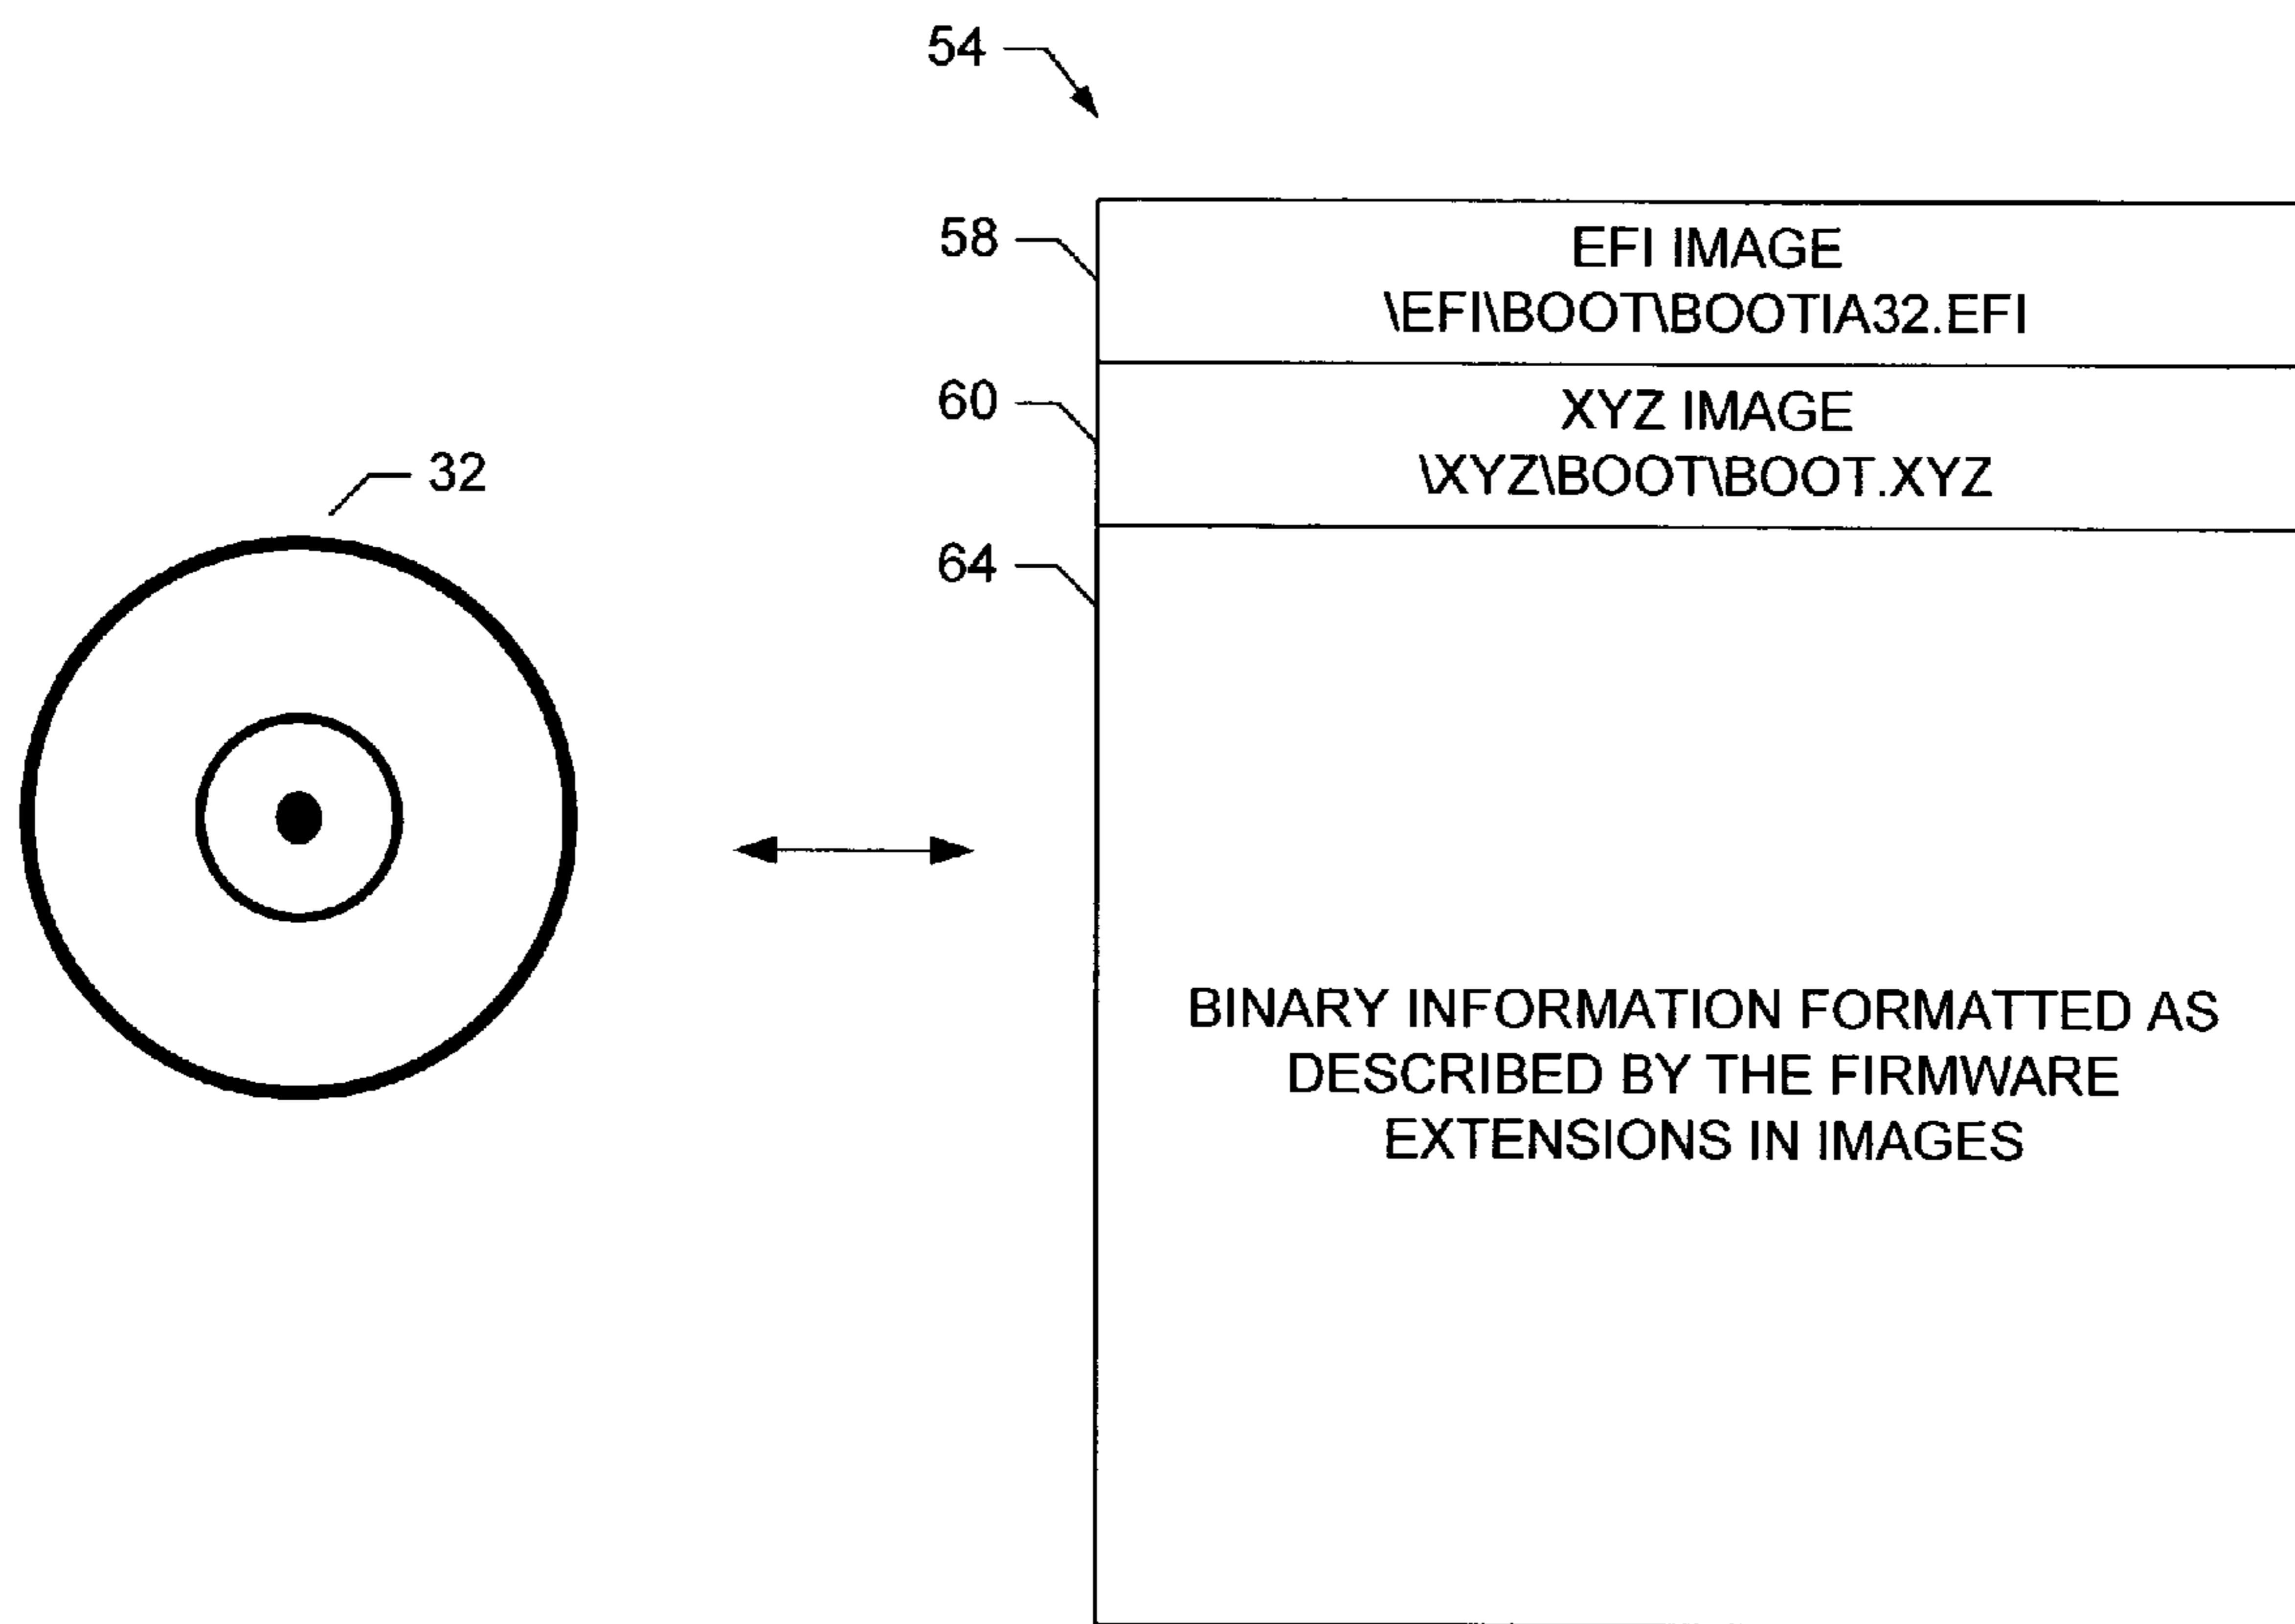 54
58
EFI IMAGE
\EFI\BOOT\BOOTIA32.EFI
60
XYZ IMAGE
\XYZ\BOOT\BOOT.XYZ
32
64
BINARY INFORMATION FORMATTED AS
DESCRIBED BY THE FIRMWARE
EXTENSIONS IN IMAGES